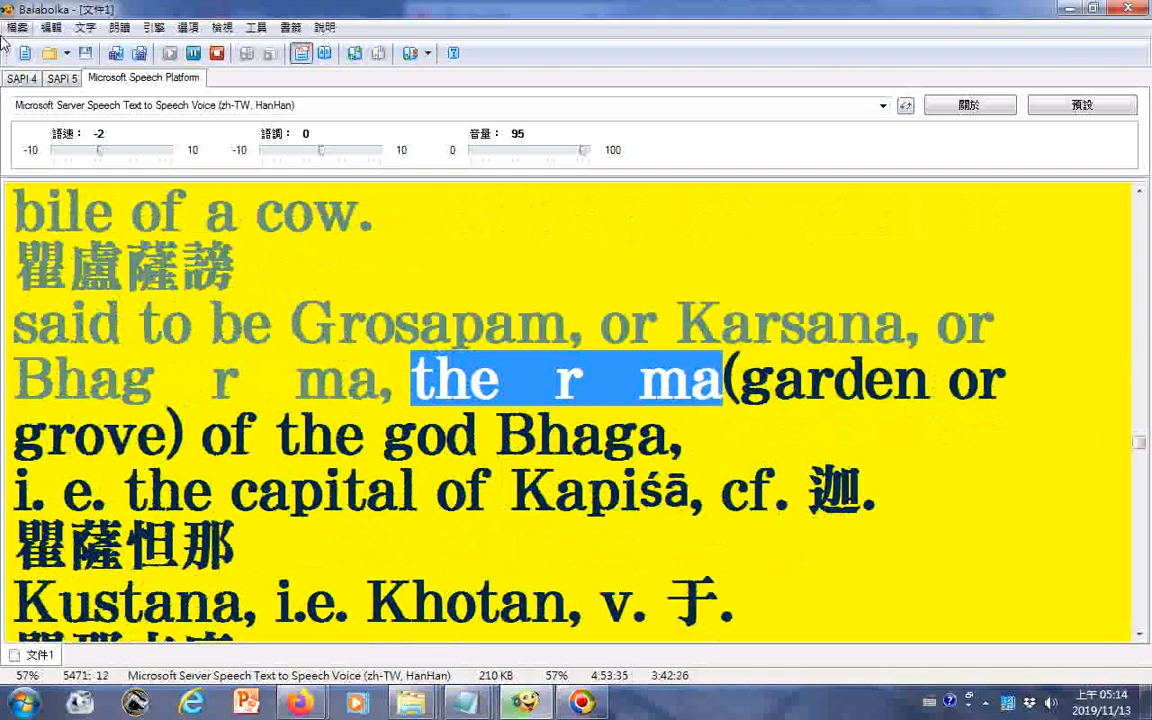 Balabolka - [文件1]
檔案 編輯 文字 朗讀 引擎 選項 檢視 工具 書籤 說明
SAPI 4 SAPI 5 Microsoft Speech Platform
Microsoft Server Speech Text to Speech Voice (zh-TW, HanHan) 關於 預設
語速： -2 語調： 0 音量： 95
-10 10 -10 10 0 100
bile of a cow.
瞿盧薩謗
said to be Grosapam, or Karsana, or
Bhag r ma, the r ma(garden or
grove) of the god Bhaga,
i. e. the capital of Kapiśā, cf. 迦.
瞿薩怛那
Kustana, i.e. Khotan, v. 于.
文件1
57% 5471: 12 Microsoft Server Speech Text to Speech Voice (zh-TW, HanHan) 210 KB 57% 4:53:35 3:42:26
上午 05:14
2019/11/13